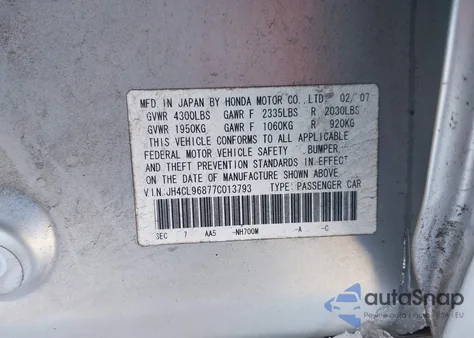 MFD. IN JAPAN BY HONDA MOTOR CO., LTD. 02/07
GVWR 4300LBS GAWR F 2335LBS R 2030LBS
GVWR 1950KG GAWR F 1060KG R 920KG
THIS VEHICLE CONFORMS TO ALL APPLICABLE
FEDERAL MOTOR VEHICLE SAFETY ,BUMPER,
AND THEFT PREVENTION STANDARDS IN EFFECT
ON THE DATE OF MANUFACTURE SHOWN ABOVE.
V.I.N: JH4CL96877C013793 TYPE: PASSENGER CAR
SEC 7 AA5 -NH700M -A -C
autoSnap